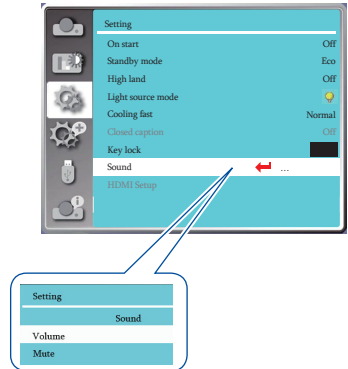 Setting
On start Off
Standby mode Eco
High land Off
Light source mode
Cooling fast Normal
Closed caption Off
Key lock
Sound ...
HDMI Setup
Setting
Sound
Volume
Mute